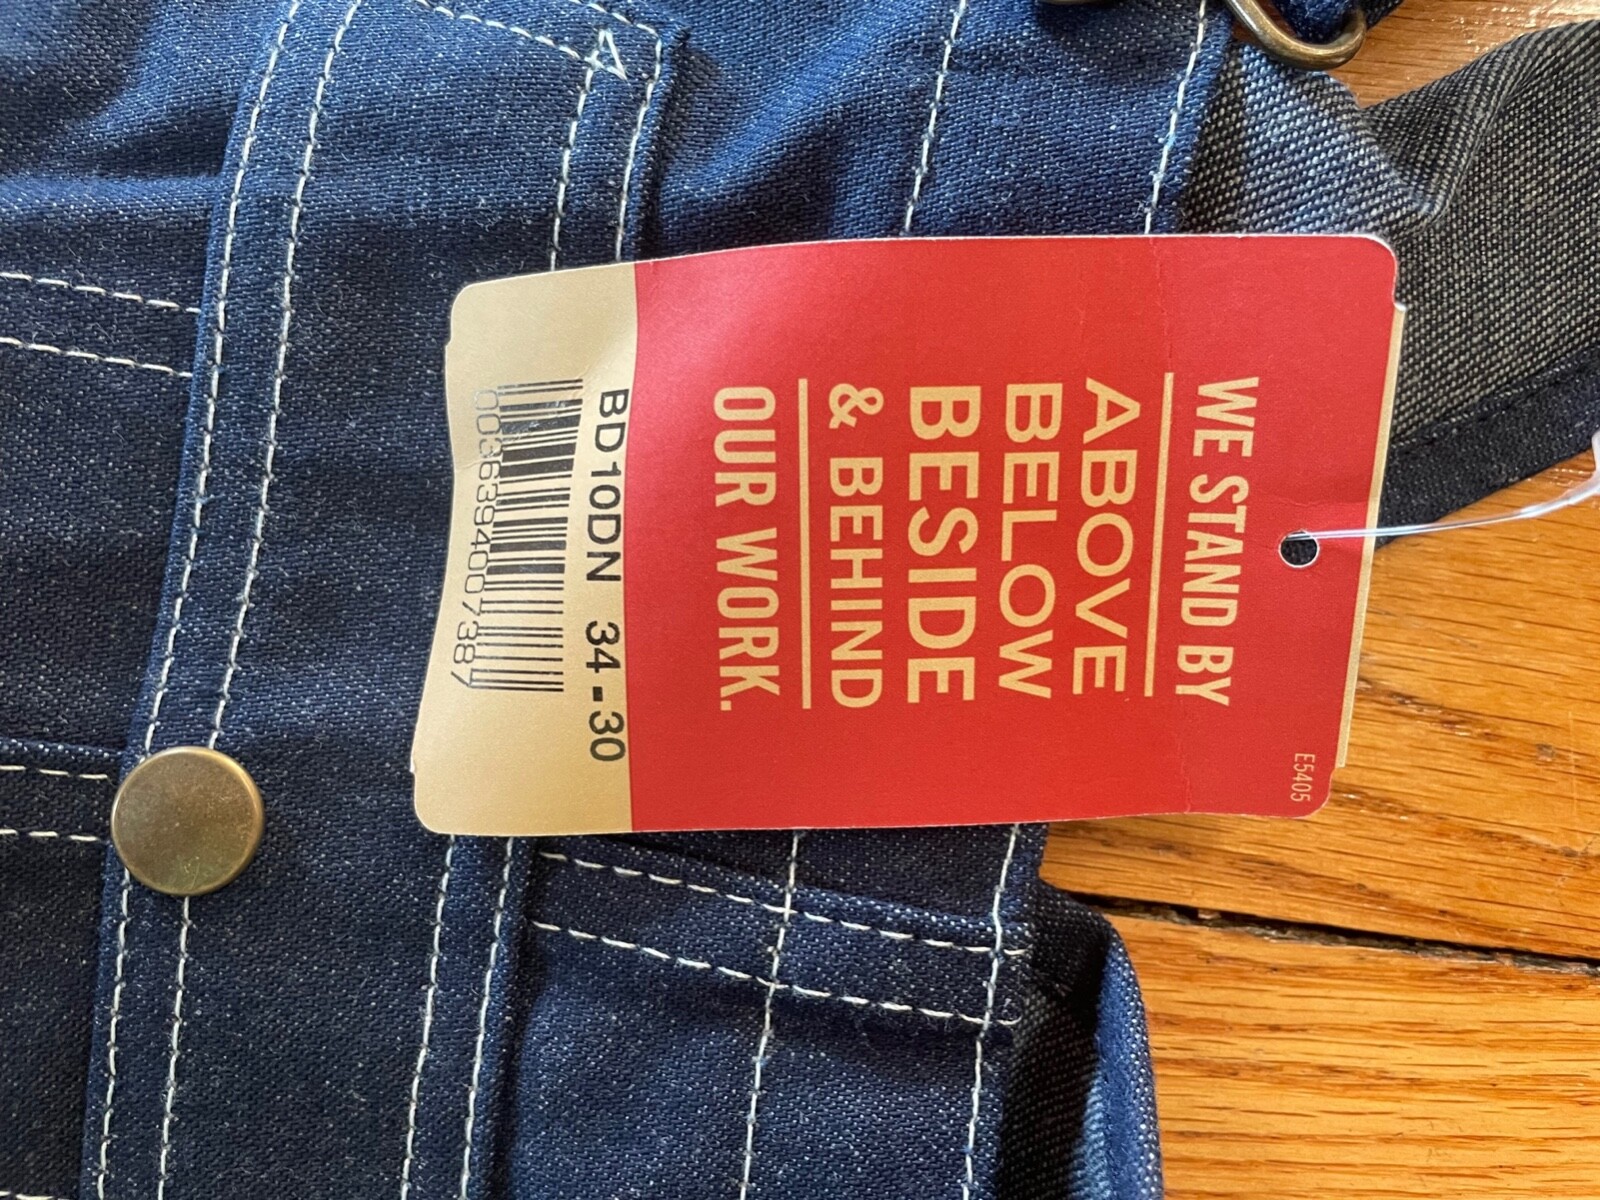 E5405
WE STAND BY
ABOVE
BELOW
BESIDE
& BEHIND
OUR WORK.
BD10DN 34-30
003639400738